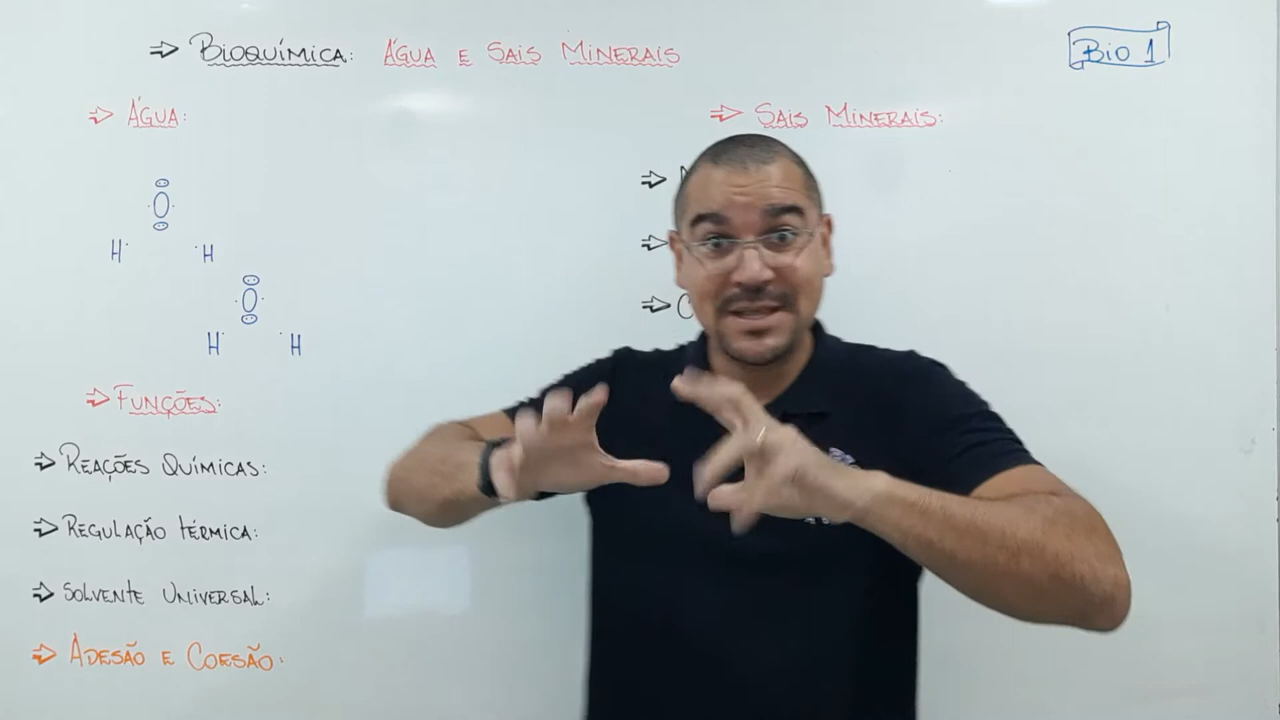 ⇒ BIOQUÍMICA: ÁGUA E SAIS MINERAIS
BIO 1
⇒ ÁGUA:
O
H H
O
H H
⇒ FUNÇÕES:
⇒ REAÇÕES QUÍMICAS:
⇒ REGULAÇÃO TÉRMICA:
⇒ SOLVENTE UNIVERSAL:
⇒ ADESÃO E COESÃO:
⇒ SAIS MINERAIS: